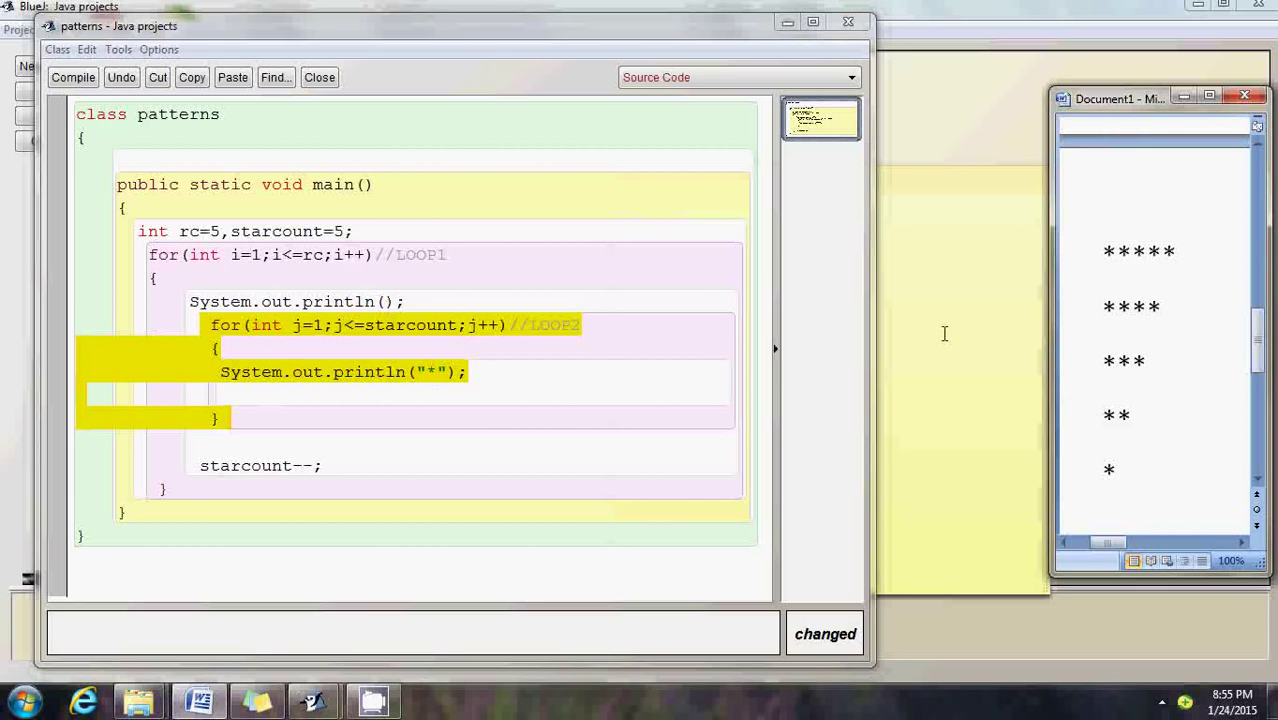 BlueJ: Java projects
patterns - Java projects
Class Edit Tools Options
Compile Undo Cut Copy Paste Find... Close Source Code
class patterns
{
public static void main()
{
int rc=5,starcount=5;
for(int i=1;i<=rc;i++)//LOOP1
{
System.out.println();
for(int j=1;j<=starcount;j++)//LOOP2
{
System.out.println("*");
}
starcount--;
}
}
}
changed
Document1 - Mi...
*****
****
***
**
*
100%
8:55 PM
1/24/2015